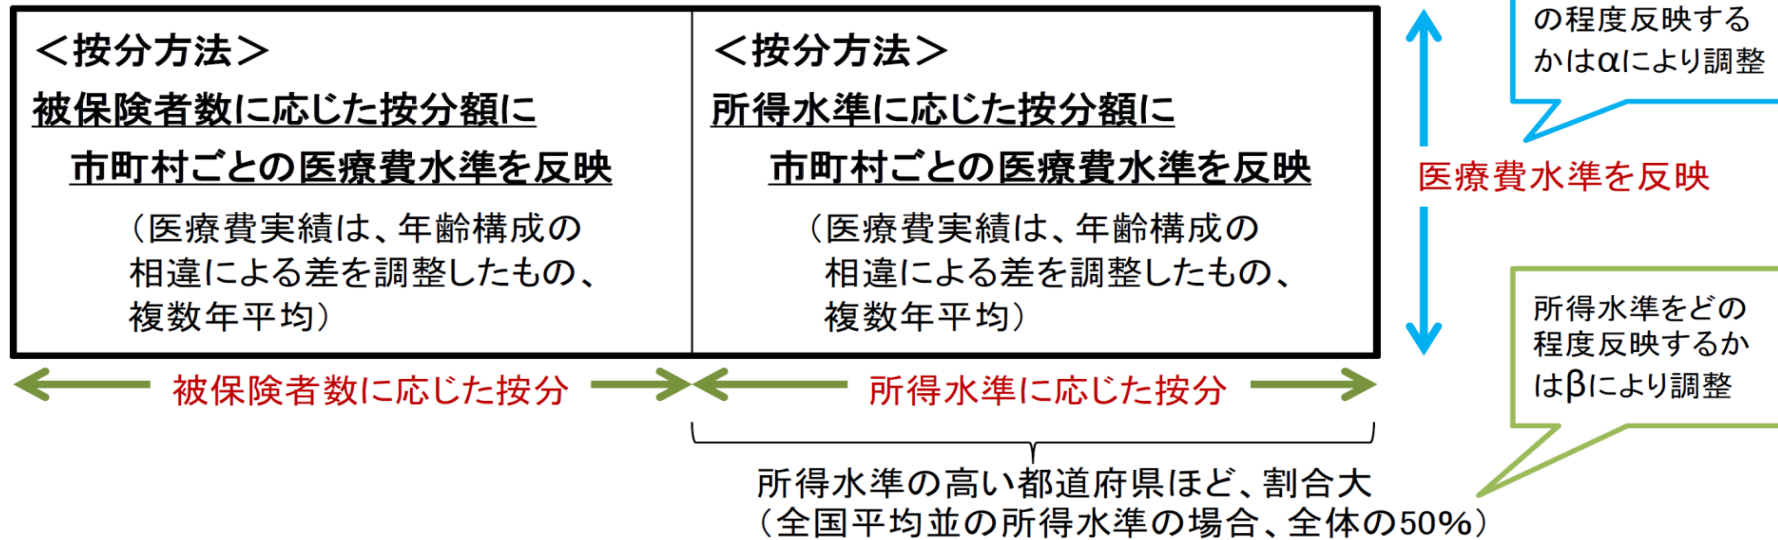 ＜按分方法＞
被保険者数に応じた按分額に
市町村ごとの医療費水準を反映
（医療費実績は、年齢構成の
相違による差を調整したもの、
複数年平均）
＜按分方法＞
所得水準に応じた按分額に
市町村ごとの医療費水準を反映
（医療費実績は、年齢構成の
相違による差を調整したもの、
複数年平均）
の程度反映する
かはαにより調整
医療費水準を反映
所得水準をどの
程度反映するか
はβにより調整
被保険者数に応じた按分
所得水準に応じた按分
所得水準の高い都道府県ほど、割合大
（全国平均並の所得水準の場合、全体の50%）